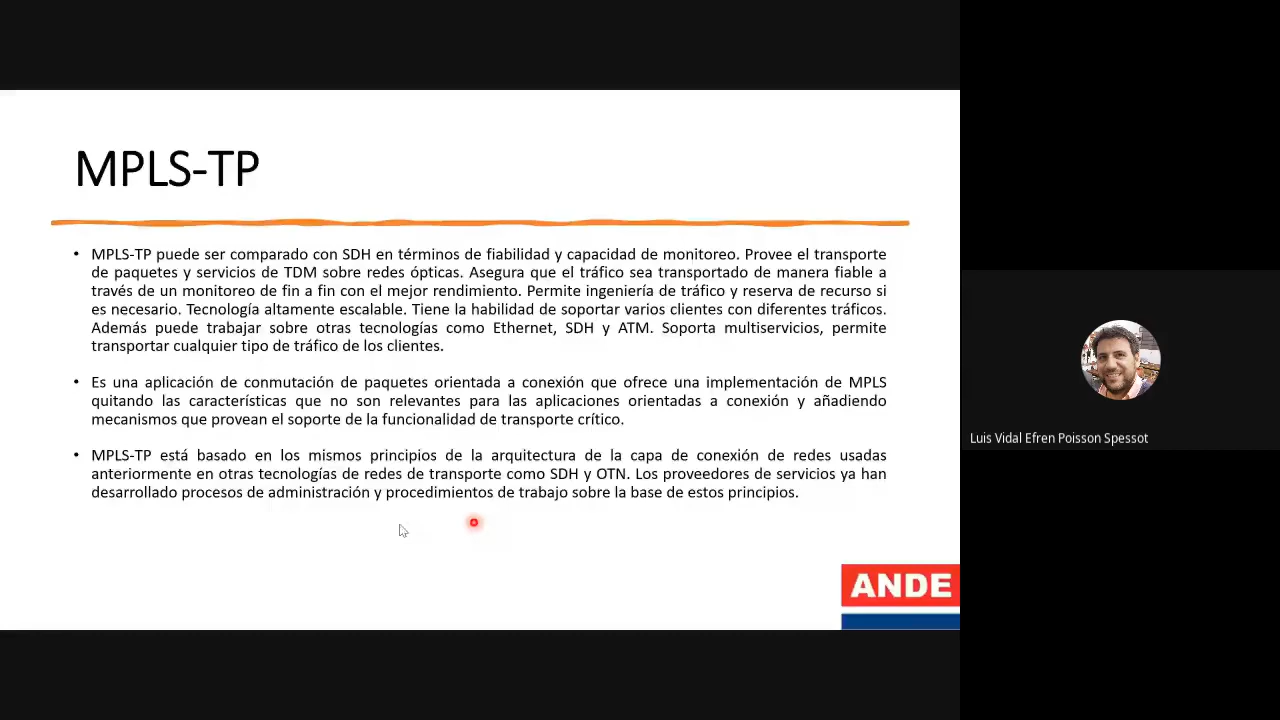 MPLS-TP
• MPLS-TP puede ser comparado con SDH en términos de fiabilidad y capacidad de monitoreo. Provee el transporte
de paquetes y servicios de TDM sobre redes ópticas. Asegura que el tráfico sea transportado de manera fiable a
través de un monitoreo de fin a fin con el mejor rendimiento. Permite ingeniería de tráfico y reserva de recurso si
es necesario. Tecnología altamente escalable. Tiene la habilidad de soportar varios clientes con diferentes tráficos.
Además puede trabajar sobre otras tecnologías como Ethernet, SDH y ATM. Soporta multiservicios, permite
transportar cualquier tipo de tráfico de los clientes.
• Es una aplicación de conmutación de paquetes orientada a conexión que ofrece una implementación de MPLS
quitando las características que no son relevantes para las aplicaciones orientadas a conexión y añadiendo
mecanismos que provean el soporte de la funcionalidad de transporte crítico.
• MPLS-TP está basado en los mismos principios de la arquitectura de la capa de conexión de redes usadas
anteriormente en otras tecnologías de redes de transporte como SDH y OTN. Los proveedores de servicios ya han
desarrollado procesos de administración y procedimientos de trabajo sobre la base de estos principios.
ANDE
Luis Vidal Efren Poisson Spessot